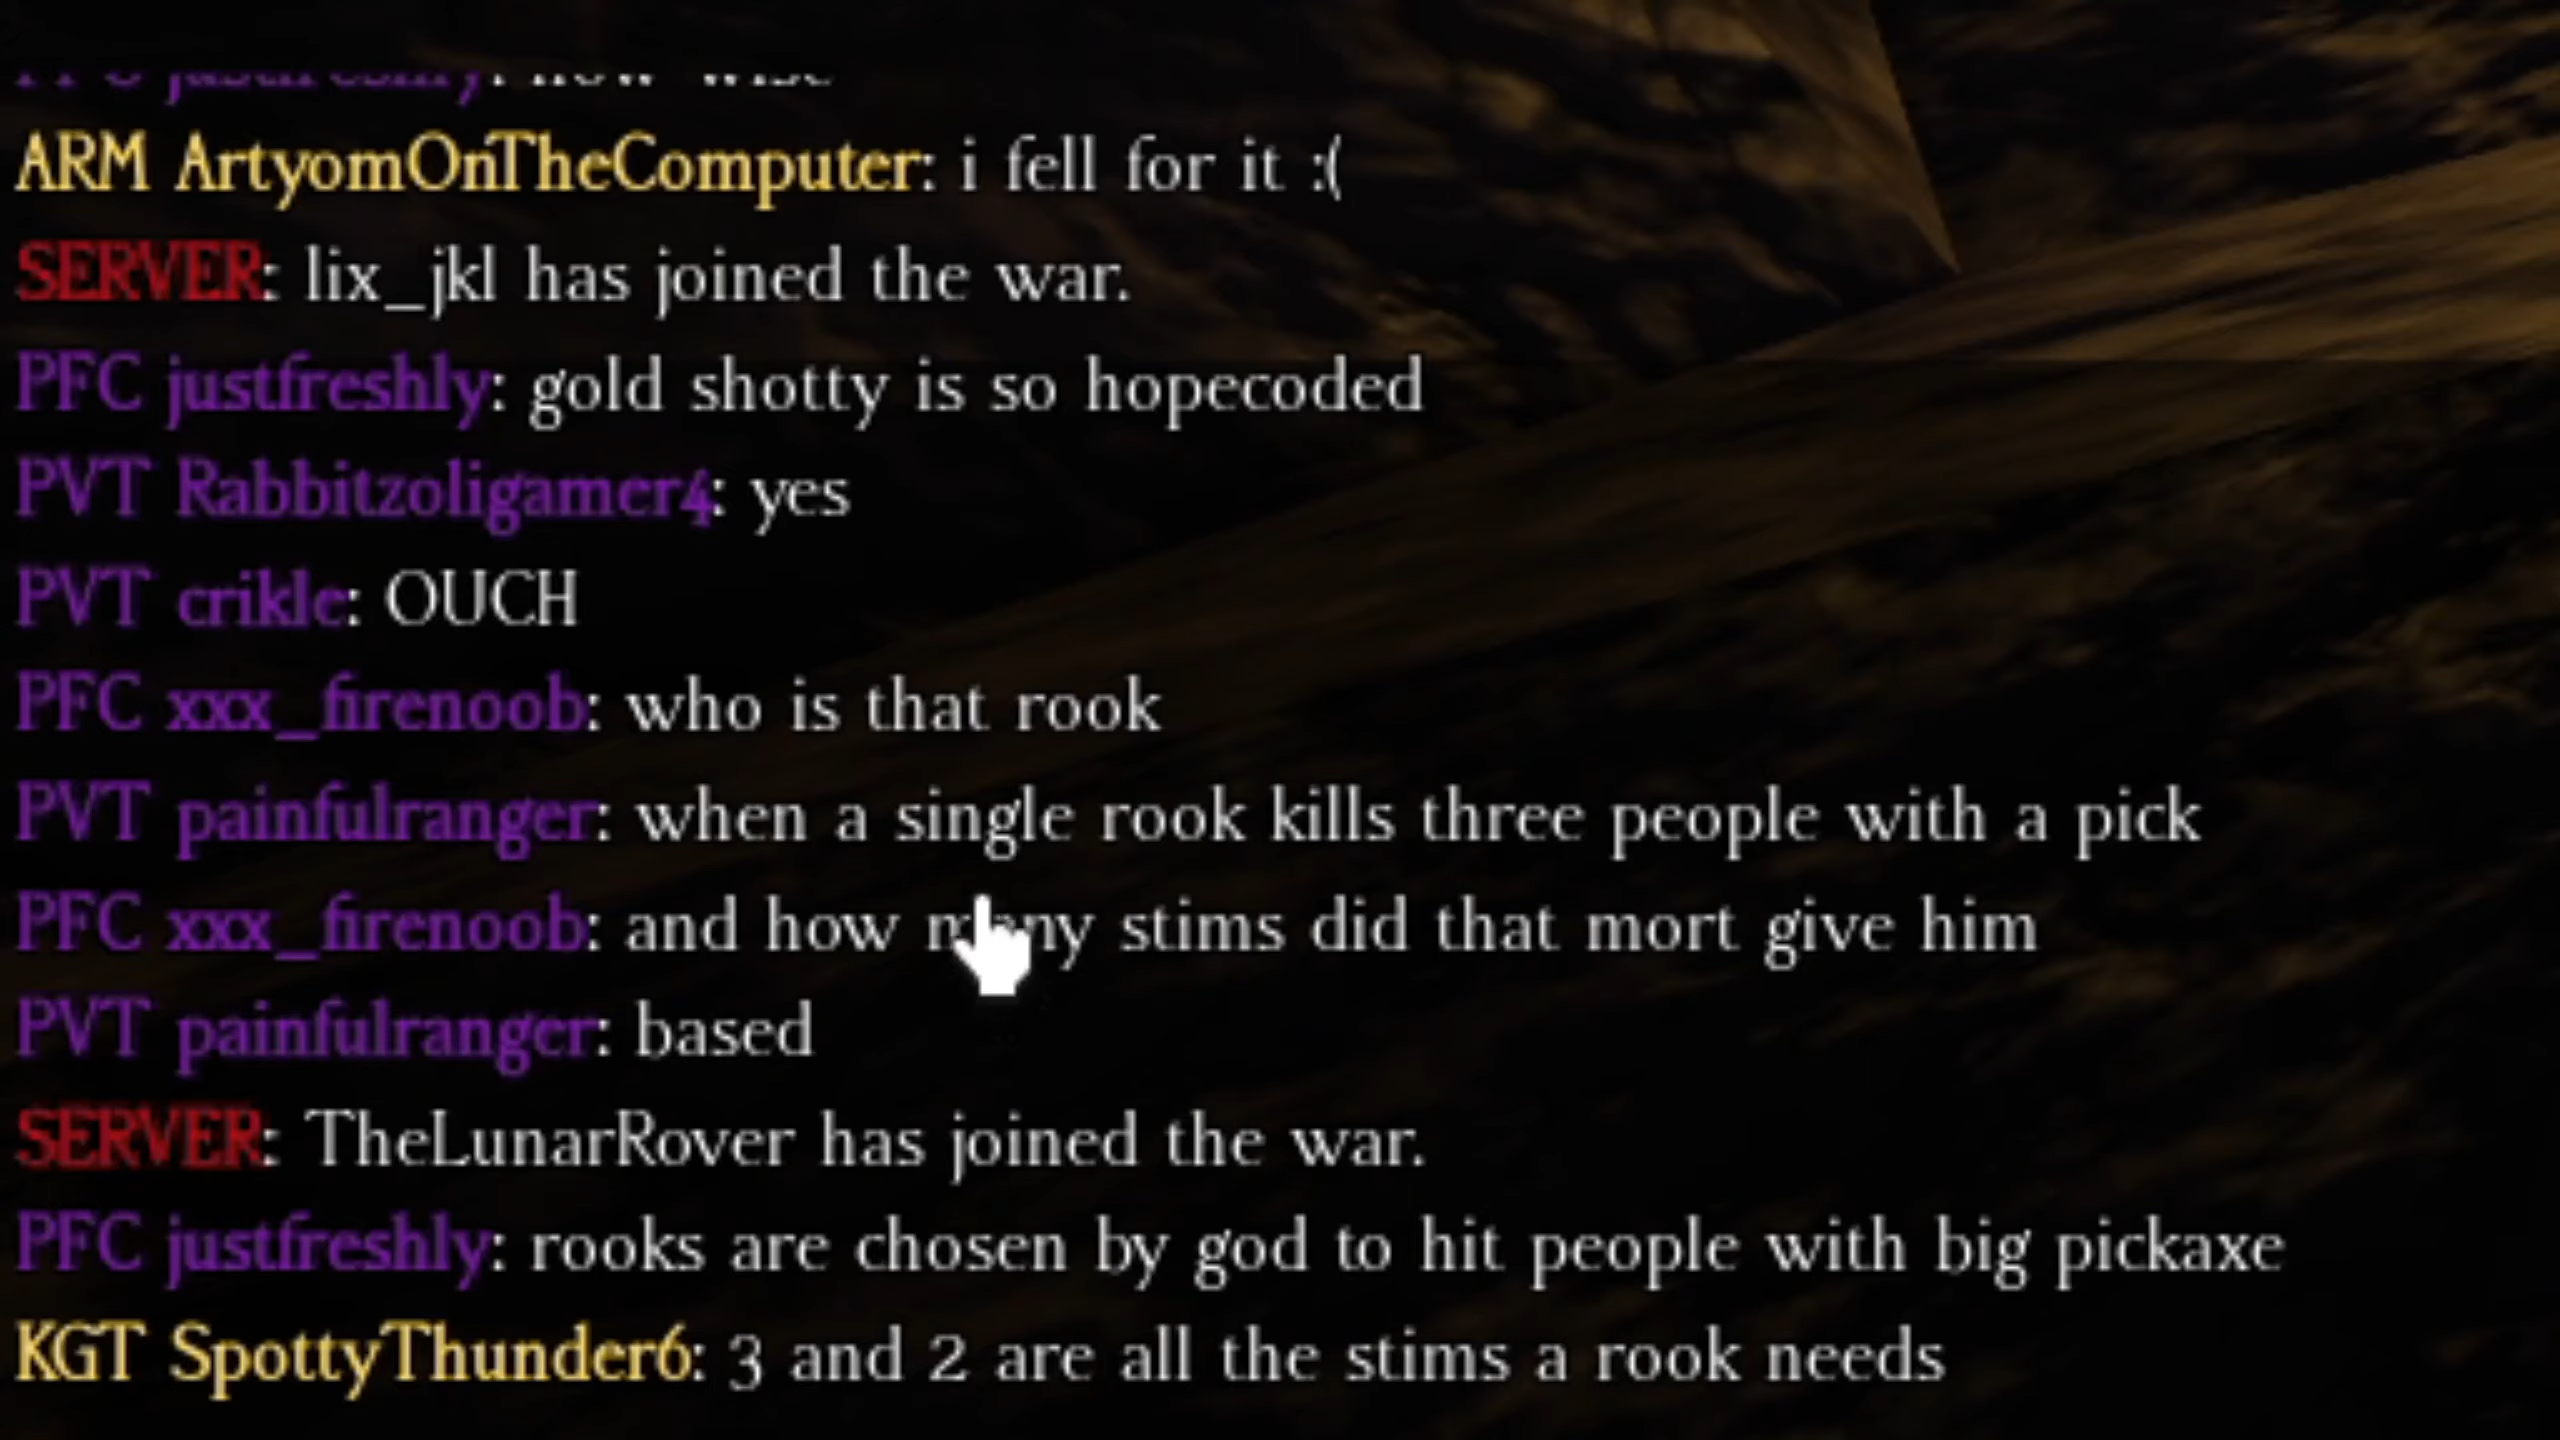 ARM ArtyomOnTheComputer: i fell for it :(
SERVER: lix_jkl has joined the war.
PFC justfreshly: gold shotty is so hopecoded
PVT Rabbitzoligamer4: yes
PVT crikle: OUCH
PFC xxx_firenoob: who is that rook
PVT painfulranger: when a single rook kills three people with a pick
PFC xxx_firenoob: and how many stims did that mort give him
PVT painfulranger: based
SERVER: TheLunarRover has joined the war.
PFC justfreshly: rooks are chosen by god to hit people with big pickaxe
KGT SpottyThunder6: 3 and 2 are all the stims a rook needs